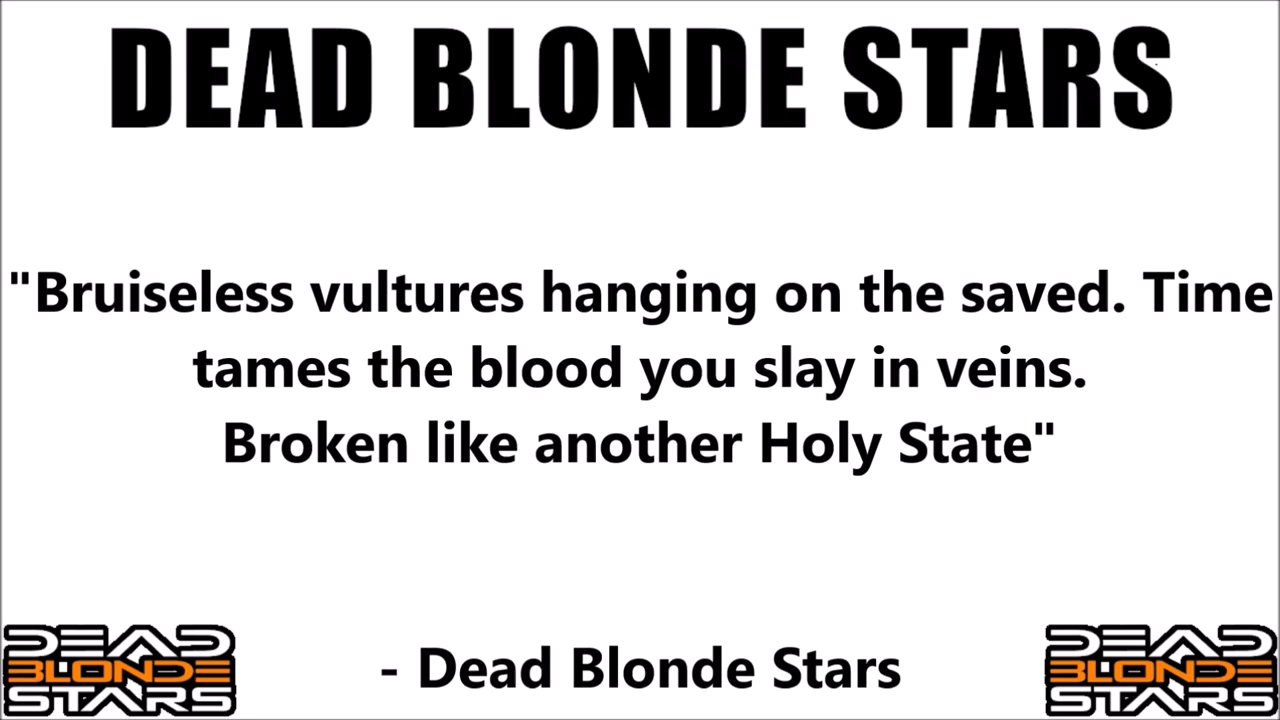 DEAD BLONDE STARS
"Bruiseless vultures hanging on the saved. Time
tames the blood you slay in veins.
Broken like another Holy State"
- Dead Blonde Stars
DEAD
BLONDE
STARS
DEAD
BLONDE
STARS